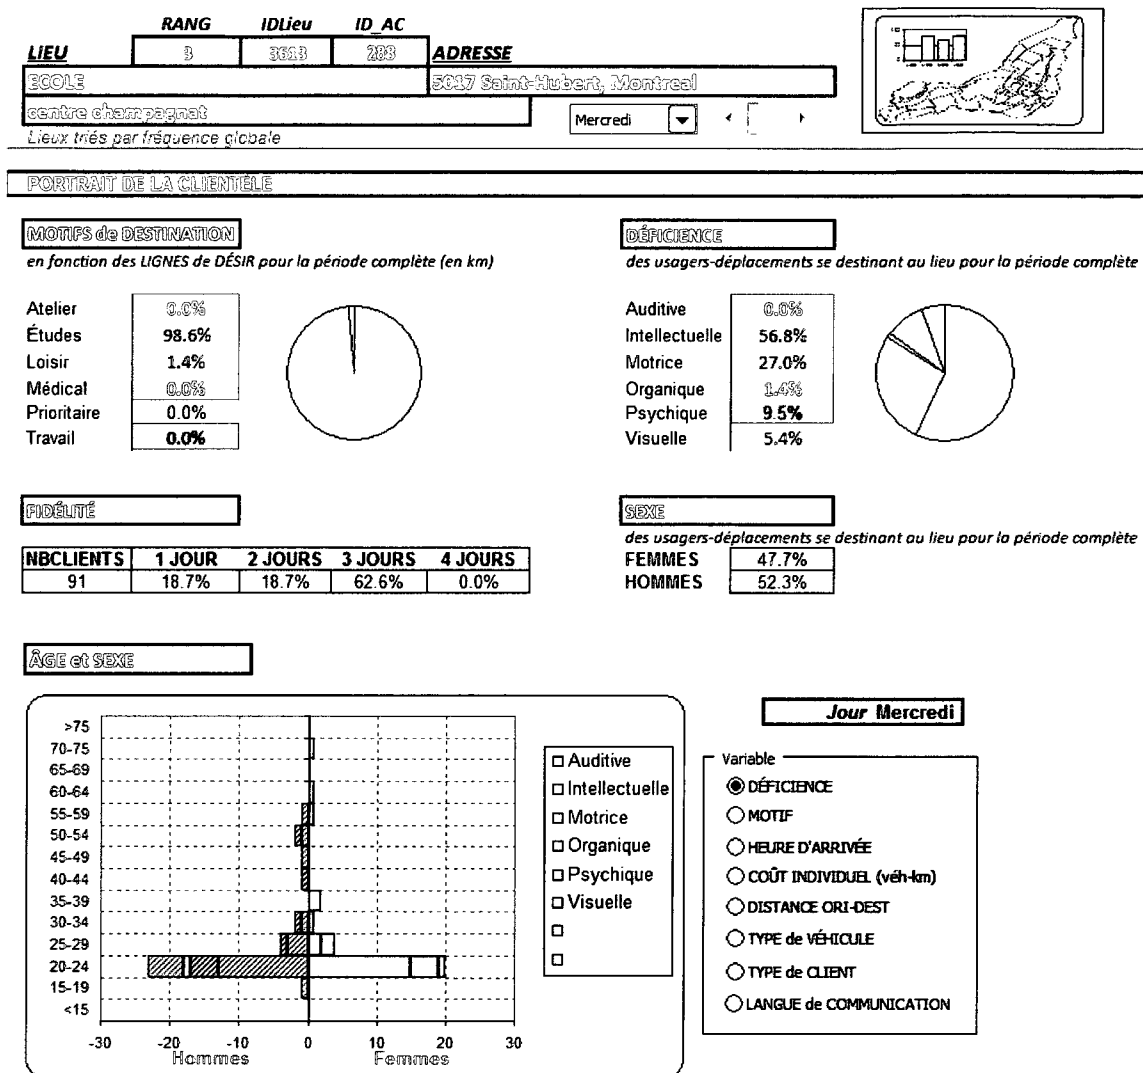 RANG IDLieu ID_AC
LIEU 3 3613 288 ADRESSE
ECOLE 5017 Saint-Hubert, Montreal
centre champagnat
Mercredi
Lieux triés par fréquence globale
PORTRAIT DE LA CLIENTÈLE
MOTIFS de DESTINATION
en fonction des LIGNES de DÉSIR pour la période complète (en km)
Atelier 0.0%
Études 98.6%
Loisir 1.4%
Médical 0.0%
Prioritaire 0.0%
Travail 0.0%
DÉFICIENCE
des usagers-déplacements se destinant au lieu pour la période complète
Auditive 0.0%
Intellectuelle 56.8%
Motrice 27.0%
Organique 1.4%
Psychique 9.5%
Visuelle 5.4%
FIDÉLITÉ
NBCLIENTS 1 JOUR 2 JOURS 3 JOURS 4 JOURS
91 18.7% 18.7% 62.6% 0.0%
SEXE
des usagers-déplacements se destinant au lieu pour la période complète
FEMMES 47.7%
HOMMES 52.3%
ÂGE et SEXE
>75
70-75
65-69
60-64
55-59
50-54
45-49
40-44
35-39
30-34
25-29
20-24
15-19
<15
-30 -20 -10 0 10 20 30
Hommes Femmes
Auditive
Intellectuelle
Motrice
Organique
Psychique
Visuelle
Jour Mercredi
Variable
DÉFICIENCE
MOTIF
HEURE D'ARRIVÉE
COÛT INDIVIDUEL (véh-km)
DISTANCE ORI-DEST
TYPE de VÉHICULE
TYPE de CLIENT
LANGUE de COMMUNICATION